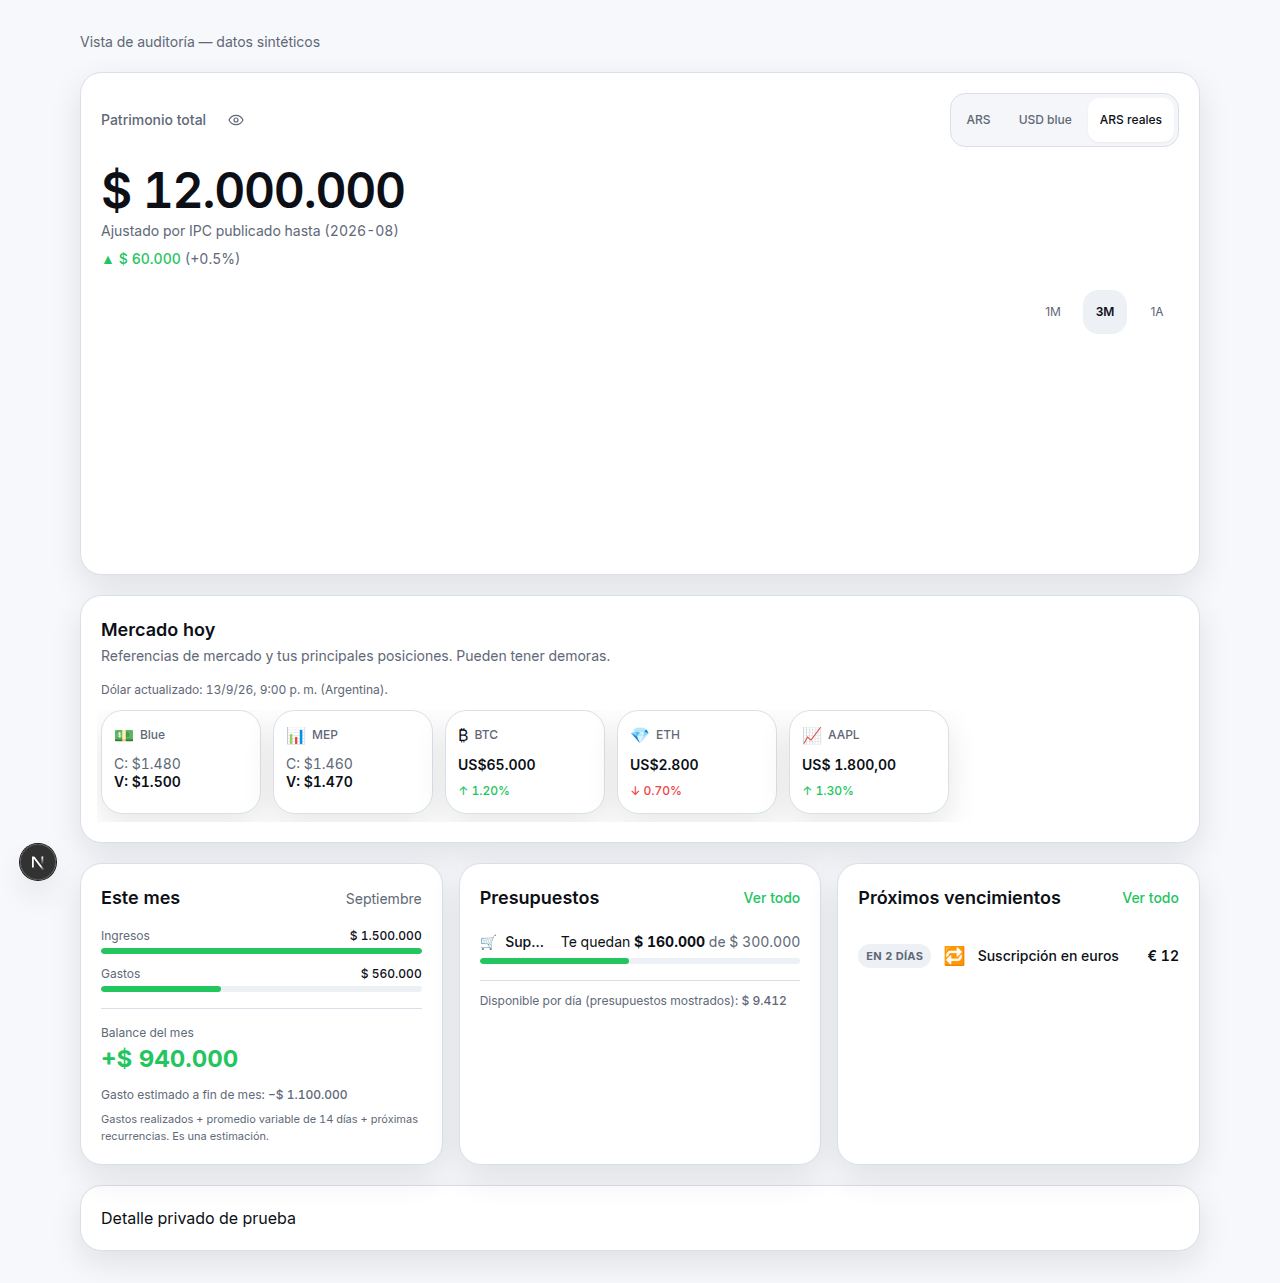 Vista de auditoría — datos sintéticos
Patrimonio total
ARS USD blue ARS reales
$ 12.000.000
Ajustado por IPC publicado hasta (2026-08)
▲ $ 60.000 (+0.5%)
1M 3M 1A
Mercado hoy
Referencias de mercado y tus principales posiciones. Pueden tener demoras.
Dólar actualizado: 13/9/26, 9:00 p. m. (Argentina).
Blue
C: $1.480
V: $1.500
MEP
C: $1.460
V: $1.470
₿ BTC
US$65.000
↑ 1.20%
ETH
US$2.800
↓ 0.70%
AAPL
US$ 1.800,00
↑ 1.30%
N
Este mes Septiembre
Ingresos $ 1.500.000
Gastos $ 560.000
Balance del mes
+$ 940.000
Gasto estimado a fin de mes: −$ 1.100.000
Gastos realizados + promedio variable de 14 días + próximas
recurrencias. Es una estimación.
Presupuestos Ver todo
Sup... Te quedan $ 160.000 de $ 300.000
Disponible por día (presupuestos mostrados): $ 9.412
Próximos vencimientos Ver todo
EN 2 DÍAS Suscripción en euros € 12
Detalle privado de prueba